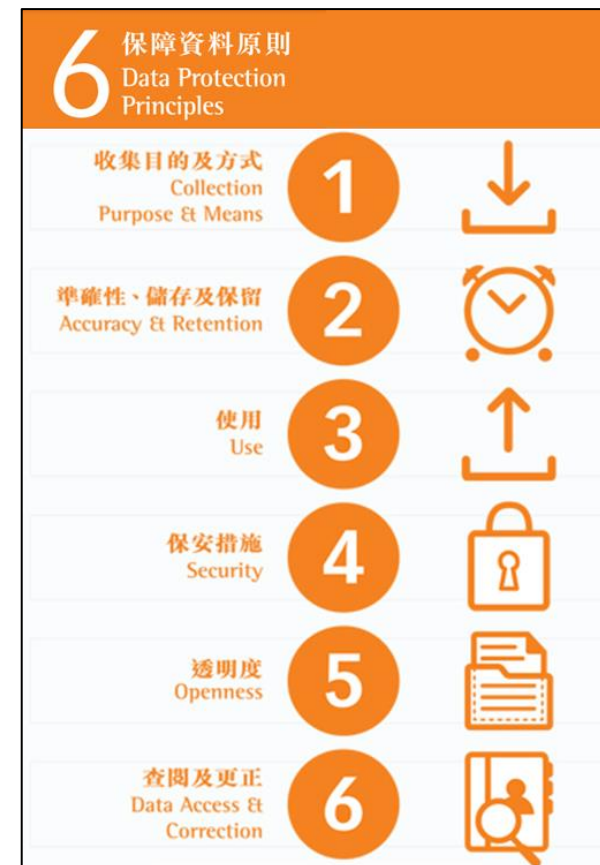 6
保障資料原則
Data Protection
Principles
收集目的及方式
Collection
Purpose & Means
1
準確性、儲存及保留
Accuracy & Retention
2
使用
Use
3
保安措施
Security
4
透明度
Openness
5
查閱及更正
Data Access &
Correction
6